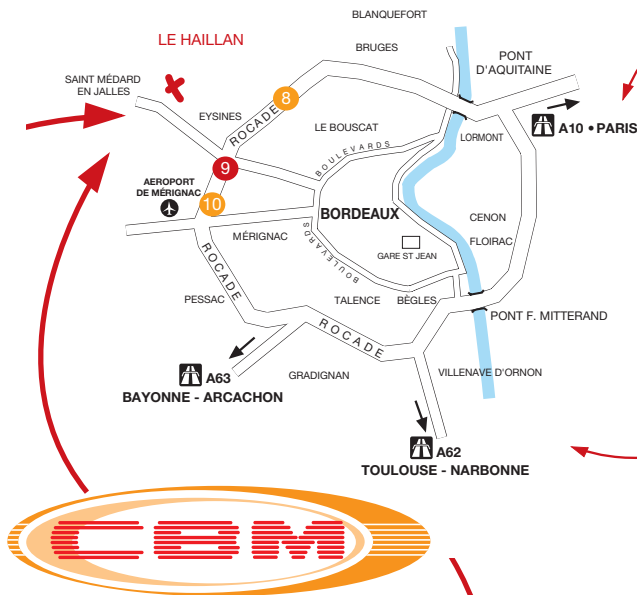 BLANQUEFORT
LE HAILLAN
BRUGES
PONT
D'AQUITAINE
SAINT MÉDARD
EN JALLES
8
EYSINES
ROCADE
LE BOUSCAT
LORMONT
A10 • PARIS
BOULEVARDS
9
AEROPORT
DE MÉRIGNAC
10
BORDEAUX
CENON
MÉRIGNAC
BOULEVARDS
GARE ST JEAN
FLOIRAC
ROCADE
PESSAC
TALENCE
BÈGLES
PONT F. MITTERAND
ROCADE
A63
BAYONNE - ARCACHON
GRADIGNAN
VILLENAVE D'ORNON
A62
TOULOUSE - NARBONNE
CBM